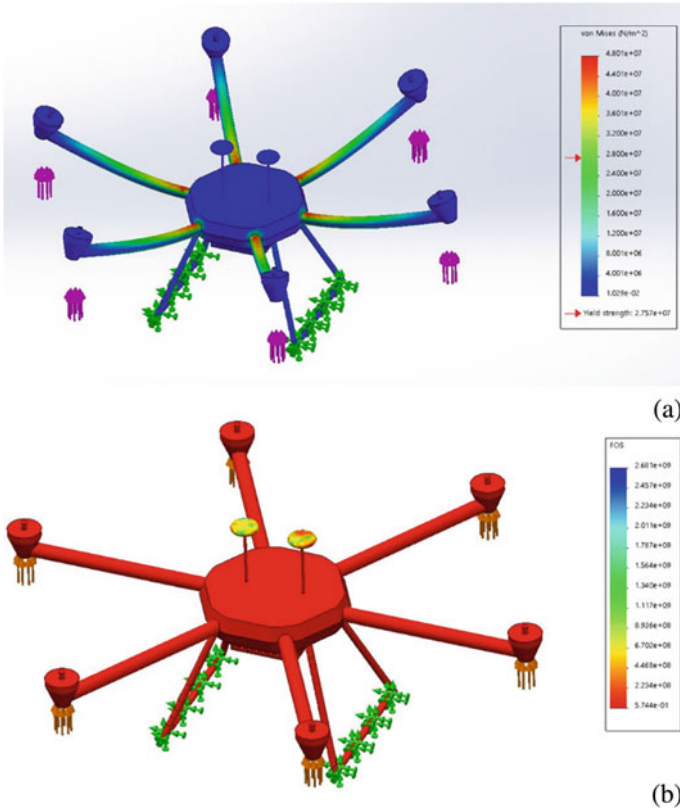 von Mises (N/m^2)
4.801e+07
4.401e+07
4.001e+07
3.601e+07
3.200e+07
2.800e+07
2.400e+07
2.000e+07
1.600e+07
1.200e+07
8.001e+06
4.001e+06
1.029e-02
Yield strength: 2.757e+07
(a)
FOS
2.681e+09
2.457e+09
2.234e+09
2.011e+09
1.787e+09
1.564e+09
1.340e+09
1.117e+09
8.936e+08
6.702e+08
4.468e+08
2.234e+08
5.744e-01
(b)